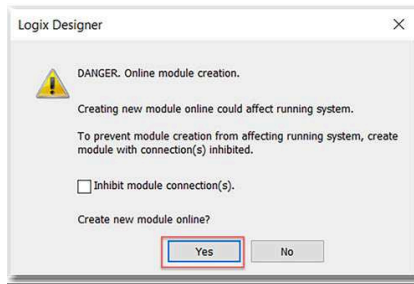 Logix Designer
DANGER. Online module creation.
Creating new module online could affect running system.
To prevent module creation from affecting running system, create
module with connection(s) inhibited.
Inhibit module connection(s).
Create new module online?
Yes No